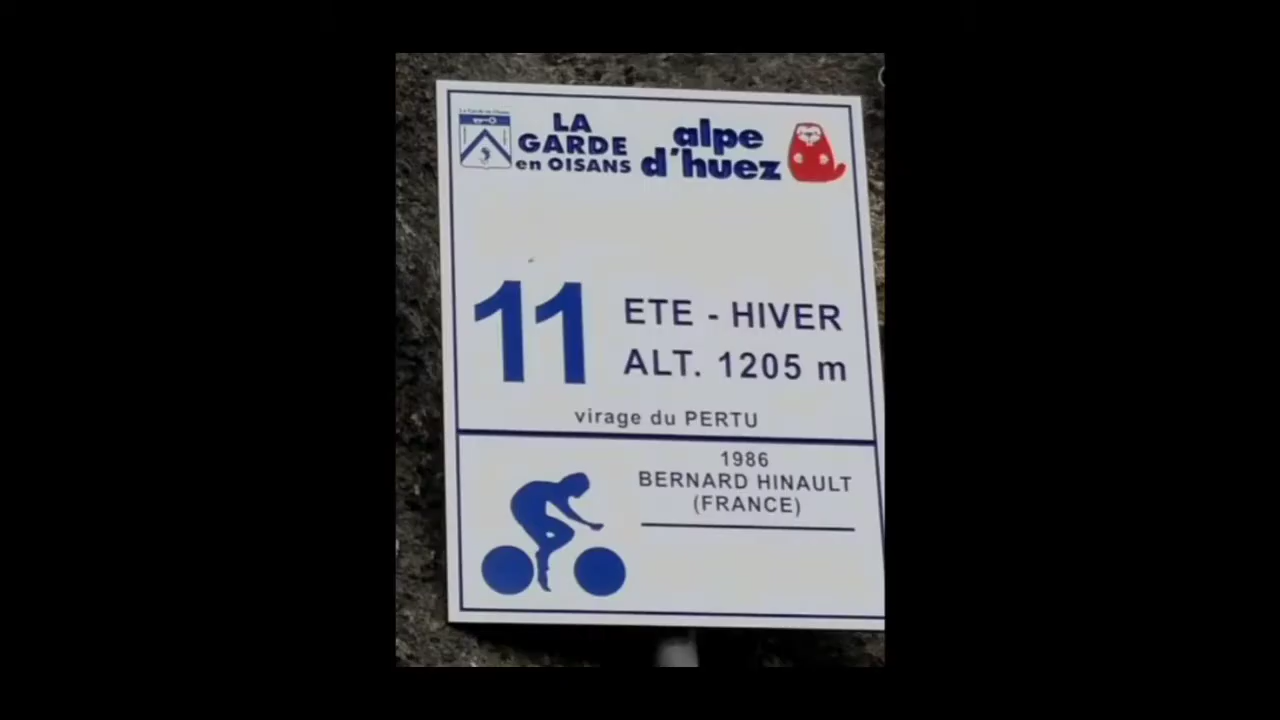 LA
GARDE
en OISANS
alpe
d'huez
11
ETE - HIVER
ALT. 1205 m
virage du PERTU
1986
BERNARD HINAULT
(FRANCE)